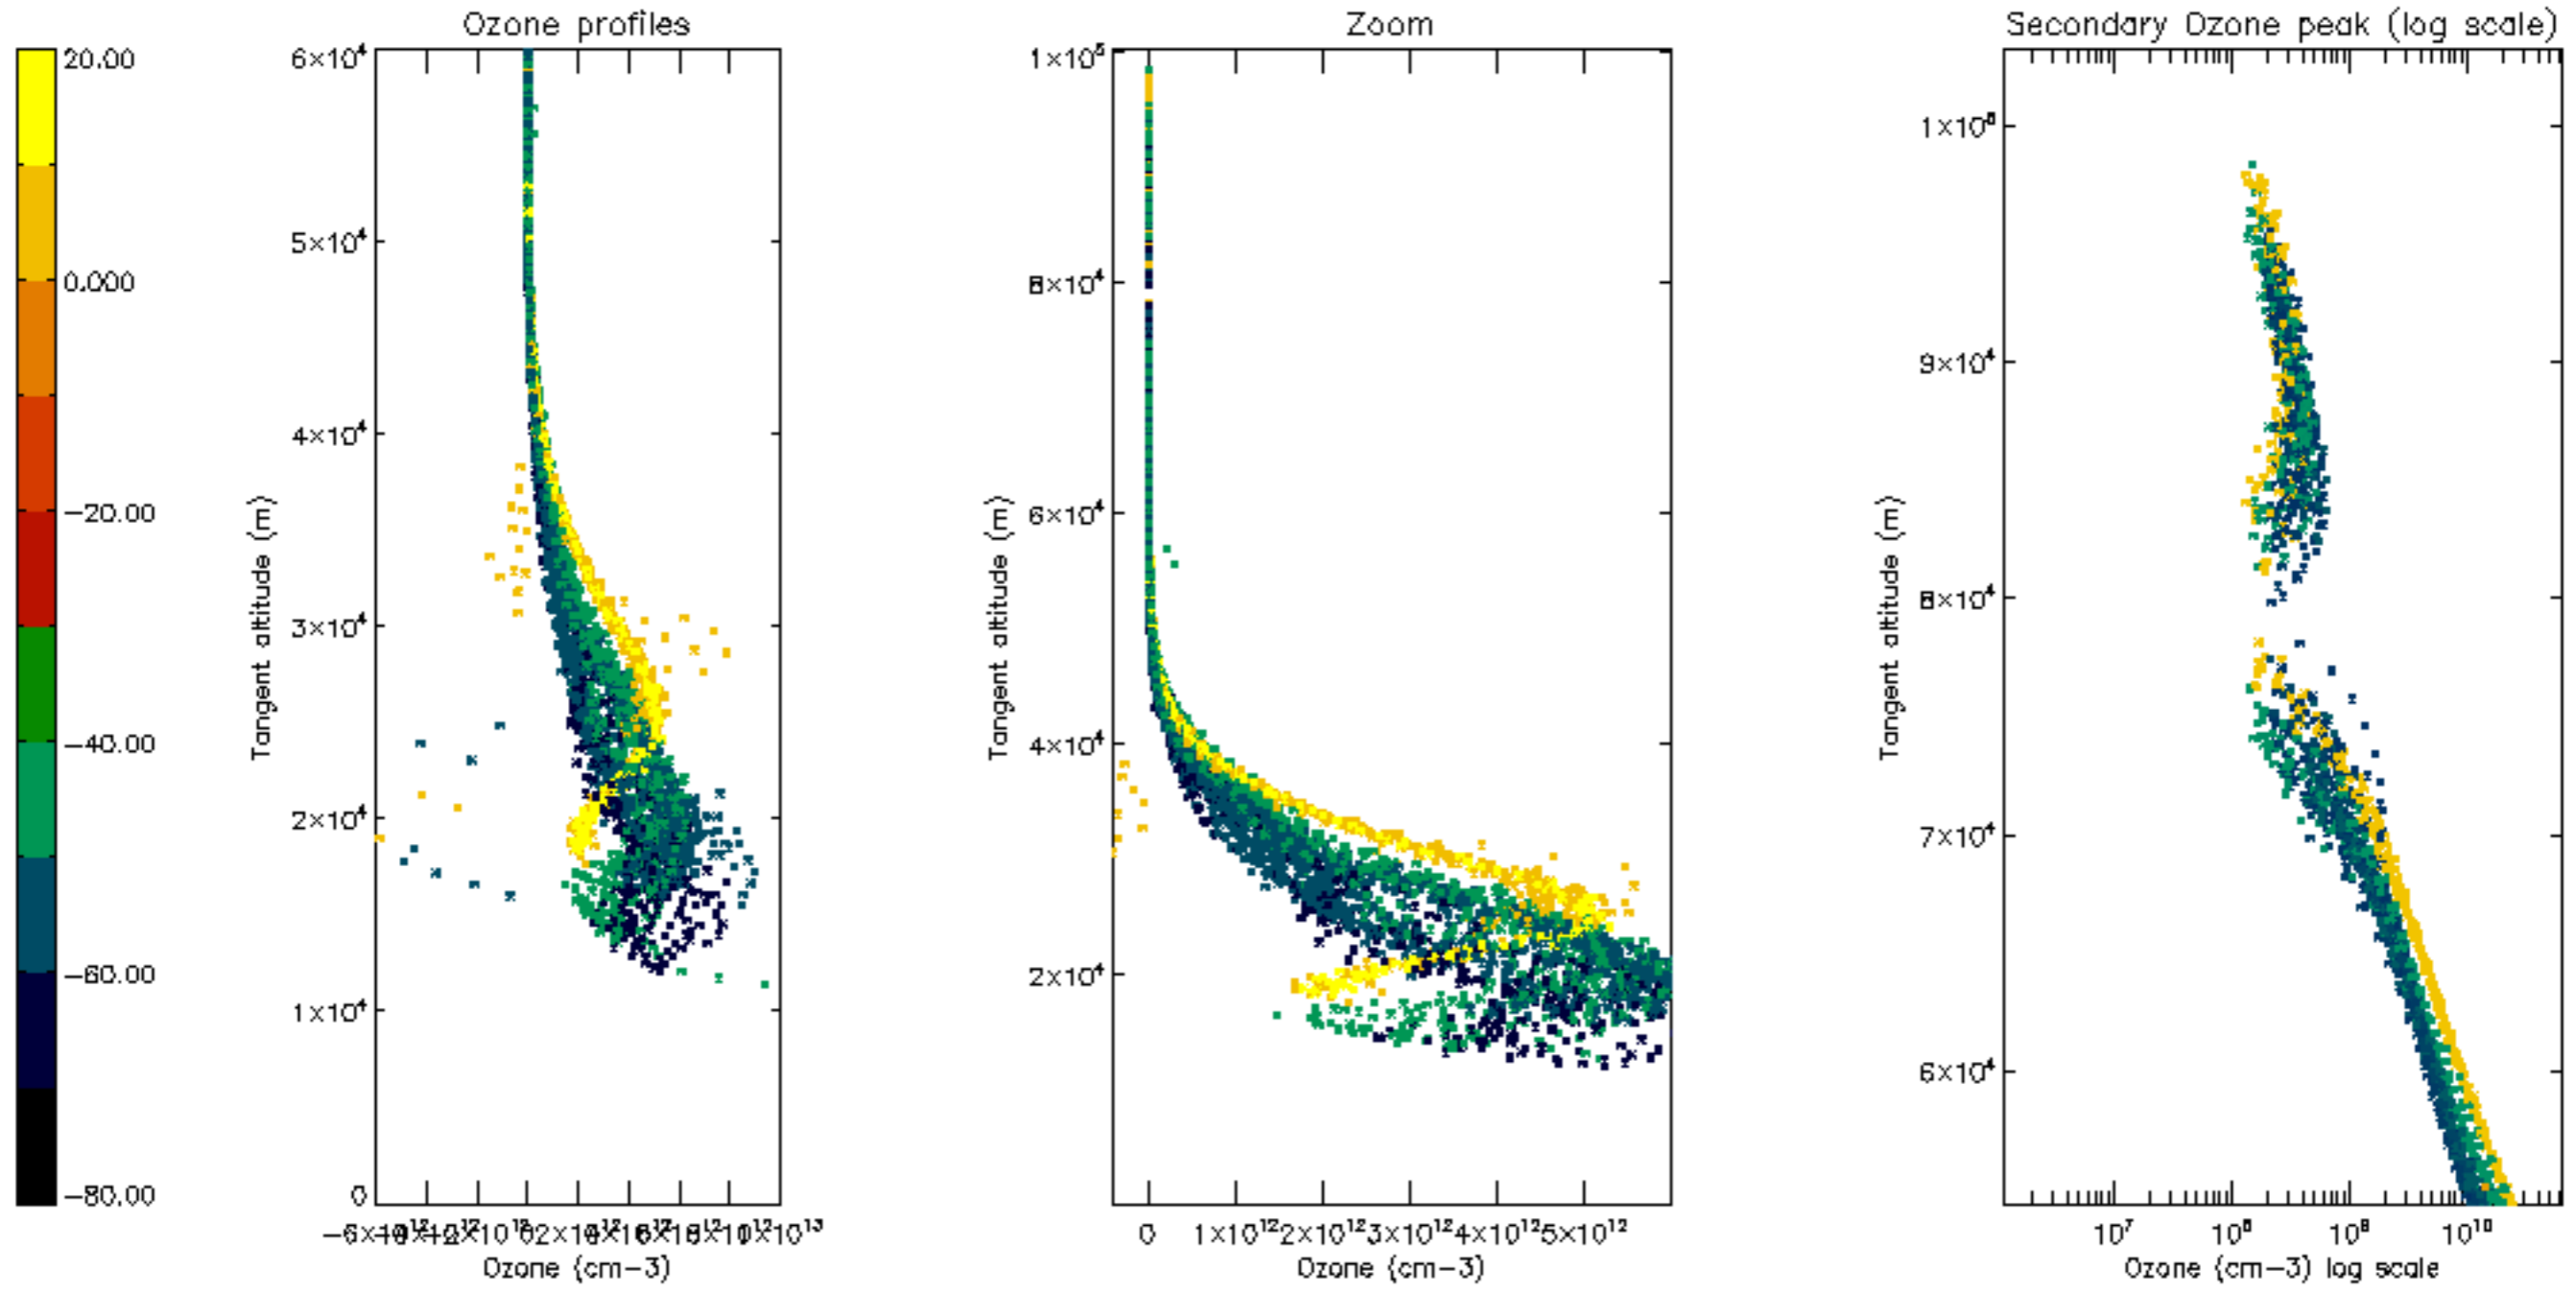 Ozone profiles
Zoom
Secondary Ozone peak (log scale)
20.00
0.000
−20.00
−40.00
−60.00
−80.00
6×10⁴
5×10⁴
4×10⁴
3×10⁴
2×10⁴
1×10⁴
0
Tangent altitude (m)
Ozone (cm−3)
1×10⁵
8×10⁴
6×10⁴
4×10⁴
2×10⁴
Tangent altitude (m)
0 1×10¹² 2×10¹² 3×10¹² 4×10¹² 5×10¹²
Ozone (cm−3)
1×10⁵
9×10⁴
8×10⁴
7×10⁴
6×10⁴
Tangent altitude (m)
10⁷ 10⁸ 10⁹ 10¹⁰
Ozone (cm−3) log scale